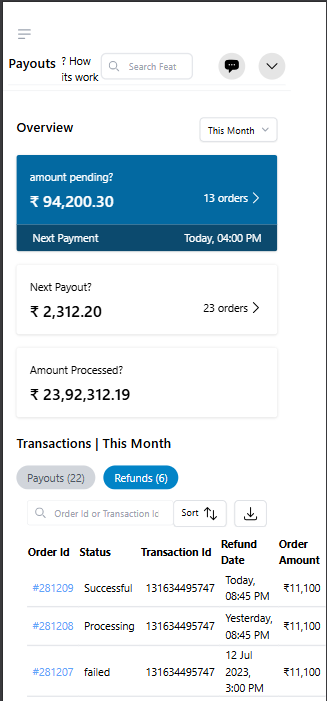 Payouts ? How its work Search Feat
Overview This Month
amount pending?
₹ 94,200.30 13 orders
Next Payment Today, 04:00 PM
Next Payout?
₹ 2,312.20 23 orders
Amount Processed?
₹ 23,92,312.19
Transactions | This Month
Payouts (22) Refunds (6)
Order Id or Transaction Ic Sort
Order Id Status Transaction Id Refund Date Order Amount
#281209 Successful 131634495747 Today, 08:45 PM ₹11,100
#281208 Processing 131634495747 Yesterday, 08:45 PM ₹11,100
#281207 failed 131634495747 12 Jul 2023, 3:00 PM ₹11,100